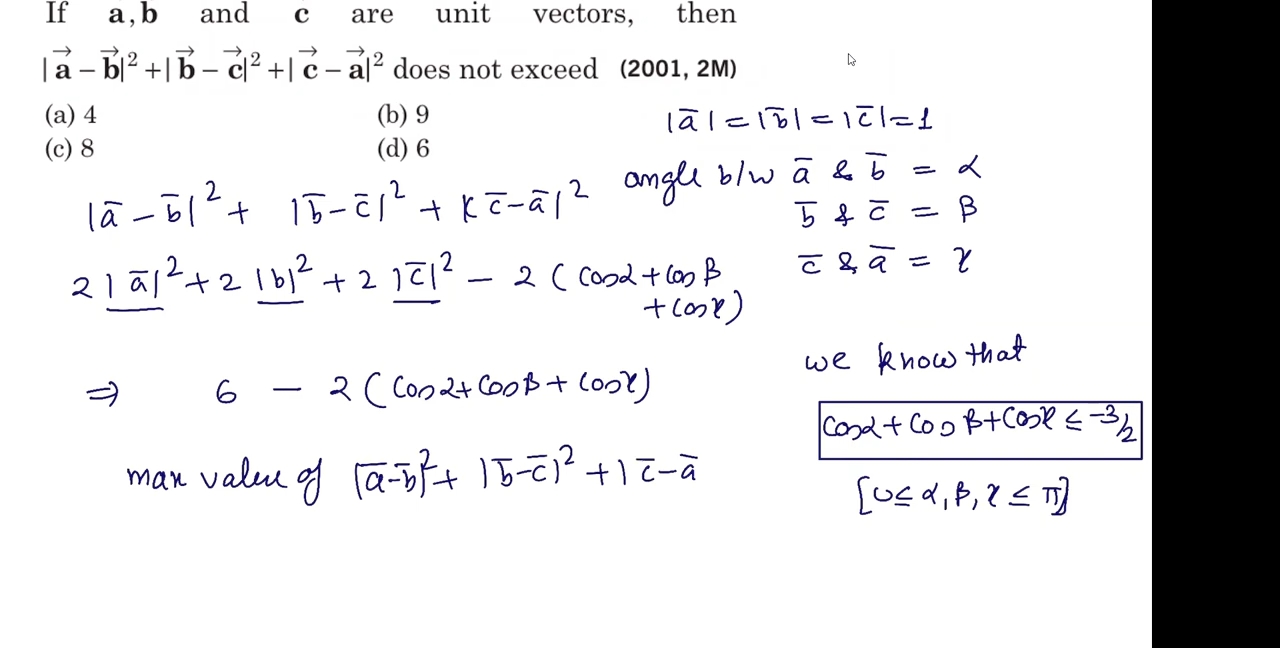 If a, b and c are unit vectors, then
|a⃗ − b⃗|² + |b⃗ − c⃗|² + |c⃗ − a⃗|² does not exceed (2001, 2M)
(a) 4 (b) 9
(c) 8 (d) 6
|a̅| = |b̅| = |c̅| = 1
angle b/w a̅ & b̅ = α
b̅ & c̅ = β
c̅ & a̅ = γ
|a̅ − b̅|² + |b̅ − c̅|² + |c̅ − a̅|²
2|a̅|² + 2|b|² + 2|c̅|² − 2(cosα + cosβ
+ cosγ)
⇒ 6 − 2(cosα + cosβ + cosγ)
we know that
cosα + cosβ + cosγ ≤ −3/2
[0 ≤ α, β, γ ≤ π]
max value of |a̅−b̅|² + |b̅−c̅|² + |c̅−a̅